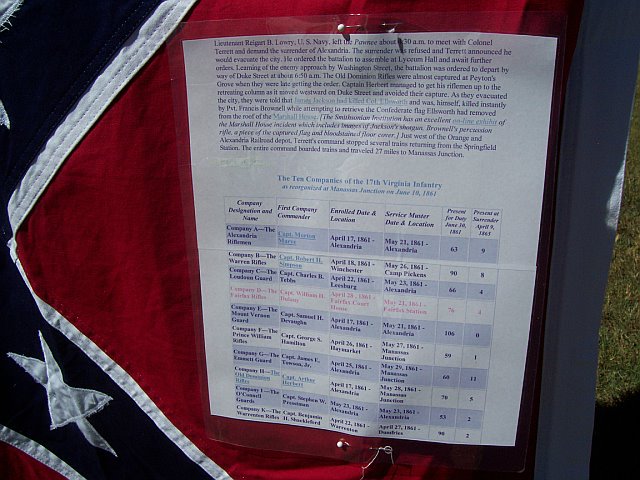 Lieutenant Reigart B. Lowry, U. S. Navy, left the Pawnee about 6:30 a.m. to meet with Colonel
Terrett and demand the surrender of Alexandria. The surrender was refused and Terrett announced he
would evacuate the city. He ordered the battalion to assemble at Lyceum Hall and await further
orders. Learning of the enemy approach by Washington Street, the battalion was ordered to depart by
way of Duke Street at about 6:50 a.m. The Old Dominion Rifles were almost captured at Peyton's
Grove when they were late getting the order. Captain Herbert managed to get his riflemen up to the
retreating column as it moved westward on Duke Street and avoided their capture. As they evacuated
the city, they were told that James Jackson had killed Col. Ellsworth and was, himself, killed instantly
by Pvt. Francis Brownell while attempting to retrieve the Confederate flag Ellsworth had removed
from the roof of the Marshall House. [The Smithsonian Institution has an excellent on-line exhibit of
the Marshall House incident which includes images of Jackson's shotgun, Brownell's percussion
rifle, a piece of the captured flag and bloodstained floor cover.] Just west of the Orange and
Alexandria Railroad depot, Terrett's command stopped several trains returning from the Springfield
Station. The entire command boarded trains and traveled 27 miles to Manassas Junction.
The Ten Companies of the 17th Virginia Infantry
as reorganized at Manassas Junction on June 10, 1861
Company Designation and Name First Company Commander Enrolled Date & Location Service Muster Date & Location Present for Duty June 30, 1861 Present at Surrender April 9, 1865
Company A—The Alexandria Riflemen Capt. Morton Marye April 17, 1861 - Alexandria May 21, 1861 - Alexandria 63 9
Company B—The Warren Rifles Capt. Robert H. Simpson April 18, 1861 - Winchester May 26, 1861 - Camp Pickens 90 8
Company C—The Loudoun Guard Capt. Charles B. Tebbs April 22, 1861 - Leesburg May 23, 1861 - Alexandria 66 4
Company D—The Fairfax Rifles Capt. William H. Dulany April 28, 1861 - Fairfax Court House May 21, 1861 - Fairfax Station 76 4
Company E—The Mount Vernon Guard Capt. Samuel H. Devaughn April 17, 1861 - Alexandria May 21, 1861 - Alexandria 106 0
Company F—The Prince William Rifles Capt. George S. Hamilton April 26, 1861 - Haymarket May 27, 1861 - Manassas Junction 59 1
Company G—The Emmett Guard Capt. James E. Towson, Jr. April 25, 1861 - Alexandria May 29, 1861 - Manassas Junction 60 11
Company H—The Old Dominion Rifles Capt. Arthur Herbert April 17, 1861 - Alexandria May 28, 1861 - Manassas Junction 70 5
Company I—The O'Connell Guards Capt. Stephen W. Presstman May 23, 1861 - Alexandria May 23, 1861 - Alexandria 53 2
Company K—The Warrenton Rifles Capt. Benjamin H. Shackleford April 22, 1861 - Warrenton April 27, 1861 - Dumfries 90 2